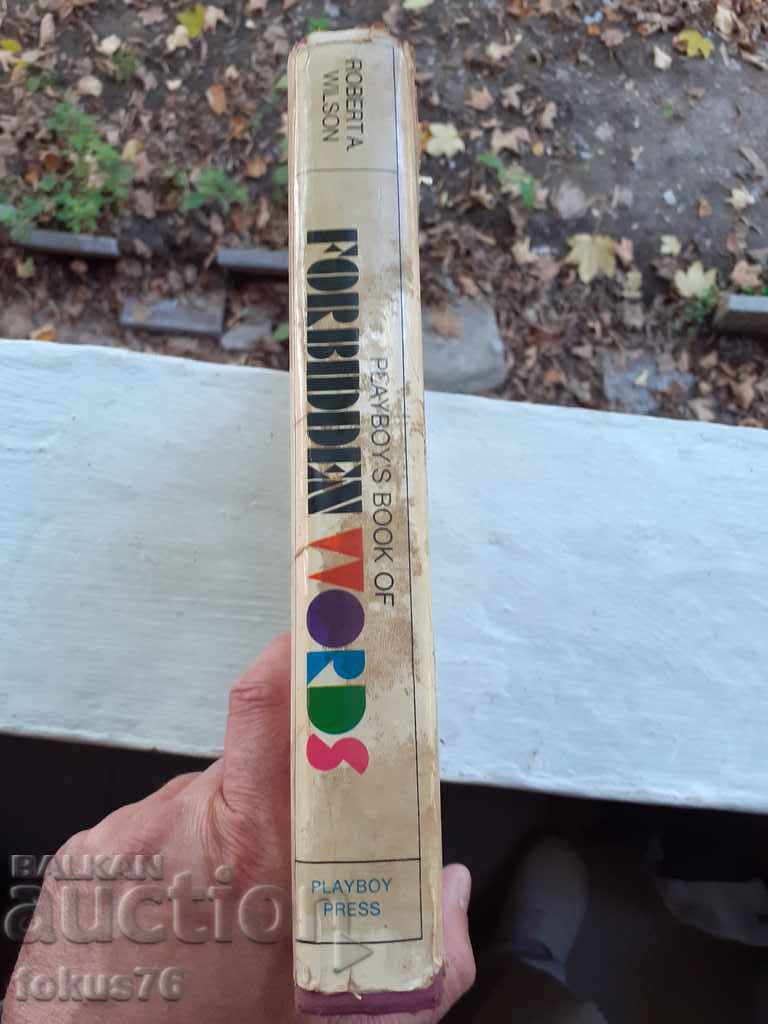 ROBERT A.
WILSON
PLAYBOY'S BOOK OF
FORBIDDEN WORDS
PLAYBOY
PRESS
BALKAN
auction
fokus76